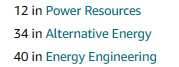 12 in Power Resources
34 in Alternative Energy
40 in Energy Engineering